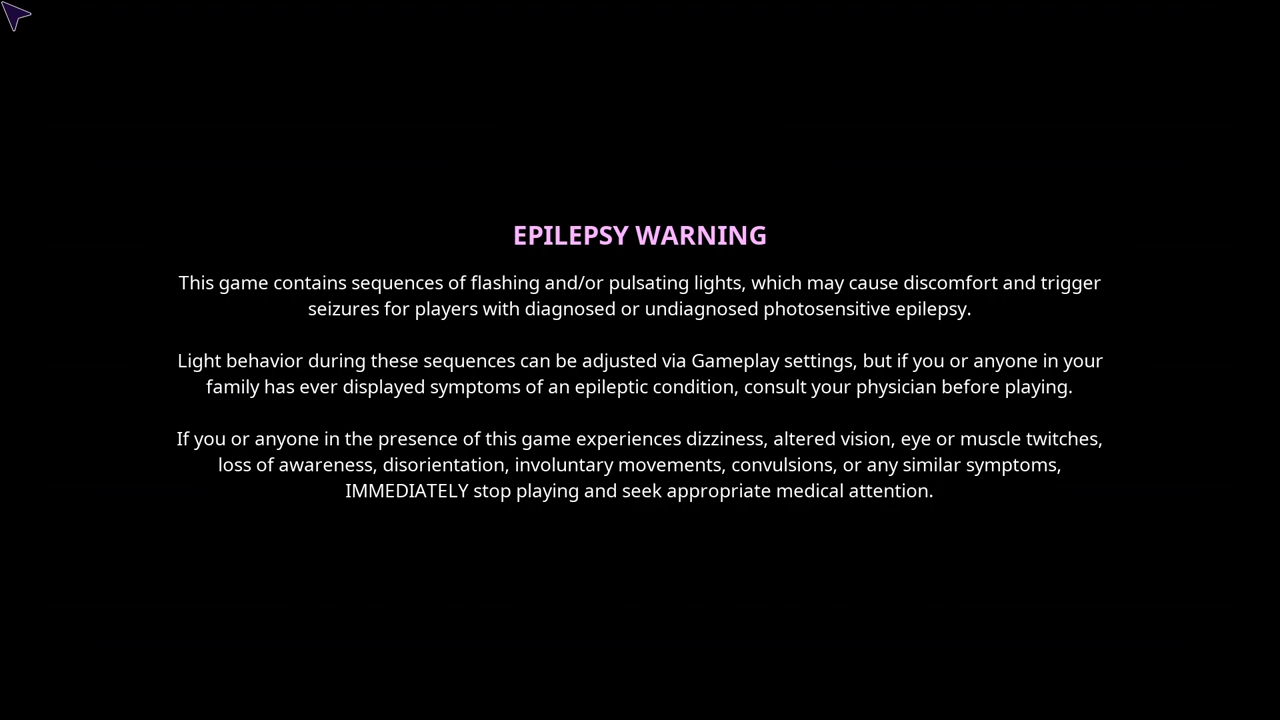 EPILEPSY WARNING
This game contains sequences of flashing and/or pulsating lights, which may cause discomfort and trigger
seizures for players with diagnosed or undiagnosed photosensitive epilepsy.
Light behavior during these sequences can be adjusted via Gameplay settings, but if you or anyone in your
family has ever displayed symptoms of an epileptic condition, consult your physician before playing.
If you or anyone in the presence of this game experiences dizziness, altered vision, eye or muscle twitches,
loss of awareness, disorientation, involuntary movements, convulsions, or any similar symptoms,
IMMEDIATELY stop playing and seek appropriate medical attention.